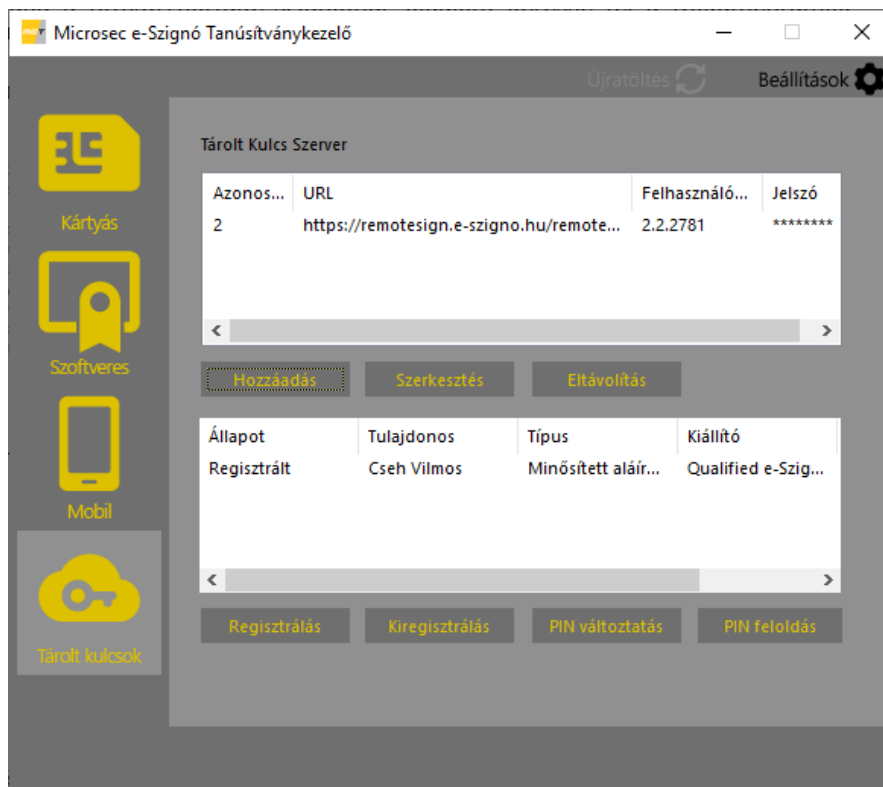 Microsec e-Szignó Tanúsítványkezelő
Újratöltés
Beállítások
Kártyás
Szoftveres
Mobil
Tárolt kulcsok
Tárolt Kulcs Szerver
Azonos... URL Felhasználó... Jelszó
2 https://remotesign.e-szigno.hu/remote... 2.2.2781 ********
Hozzáadás Szerkesztés Eltávolítás
Állapot Tulajdonos Típus Kiállító
Regisztrált Cseh Vilmos Minősített aláír... Qualified e-Szig...
Regisztrálás Kiregisztrálás PIN változtatás PIN feloldás